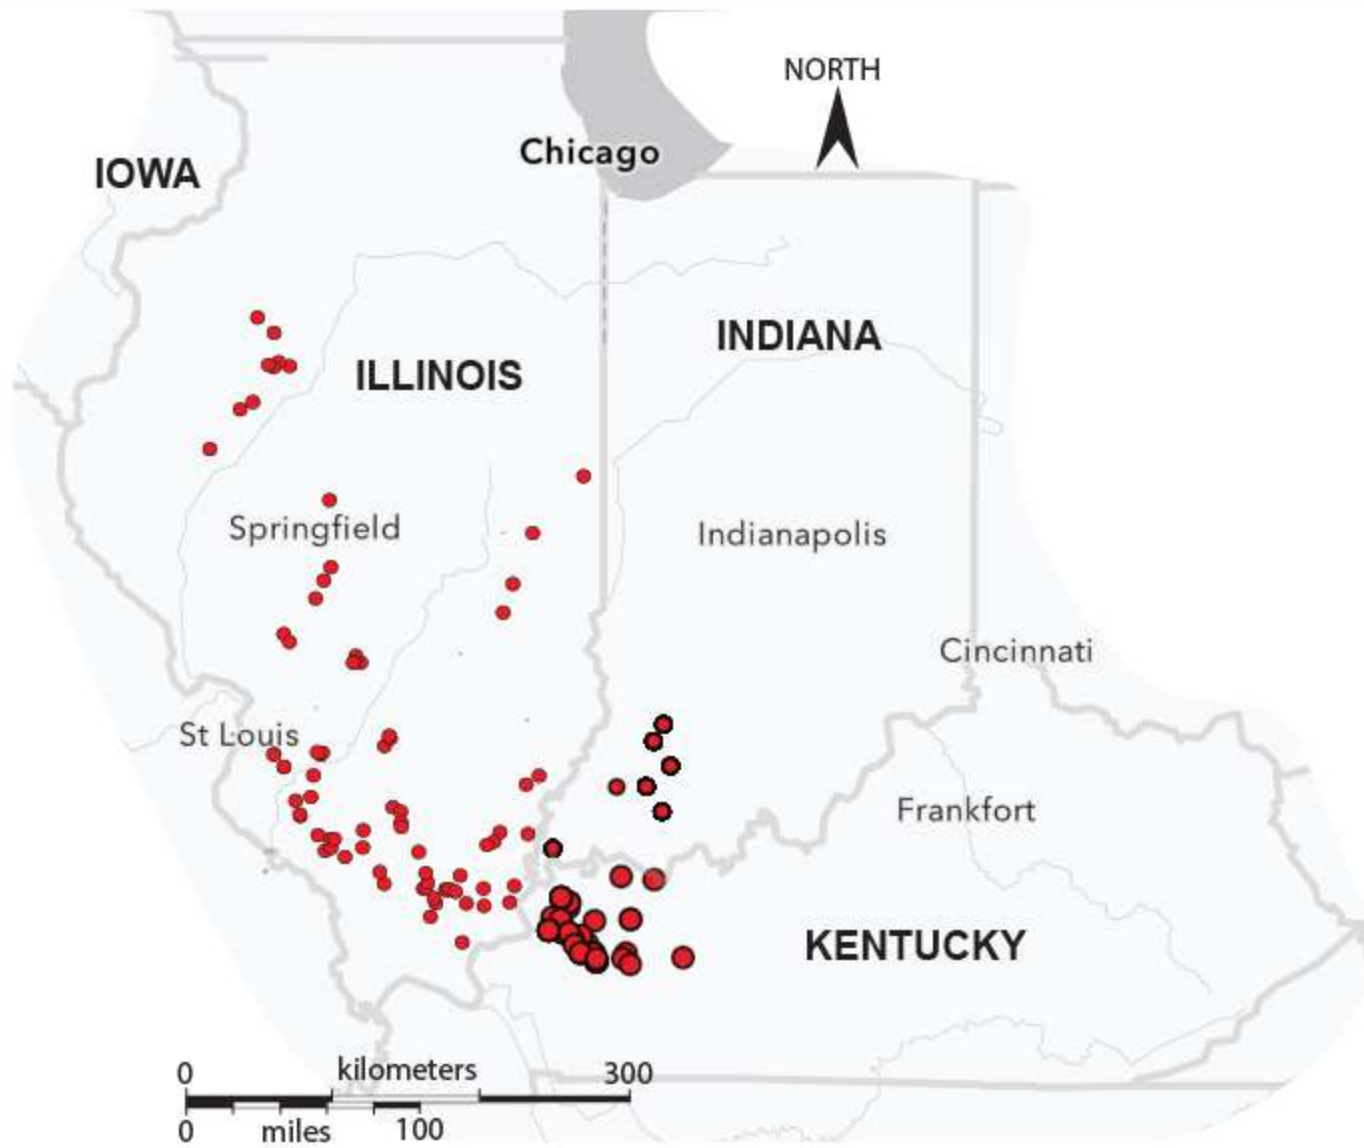 NORTH
Chicago
IOWA
INDIANA
ILLINOIS
Springfield
Indianapolis
Cincinnati
St Louis
Frankfort
KENTUCKY
0 kilometers 300
0 miles 100